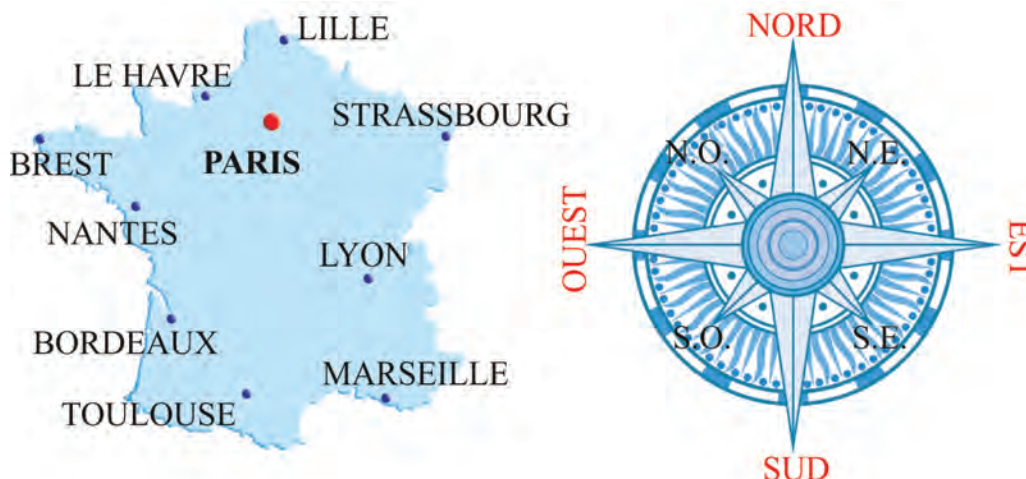 LILLE
LE HAVRE
STRASSBOURG
PARIS
BREST
NANTES
LYON
BORDEAUX
MARSEILLE
TOULOUSE
NORD
N.O.
N.E.
OUEST
EST
S.O.
S.E.
SUD